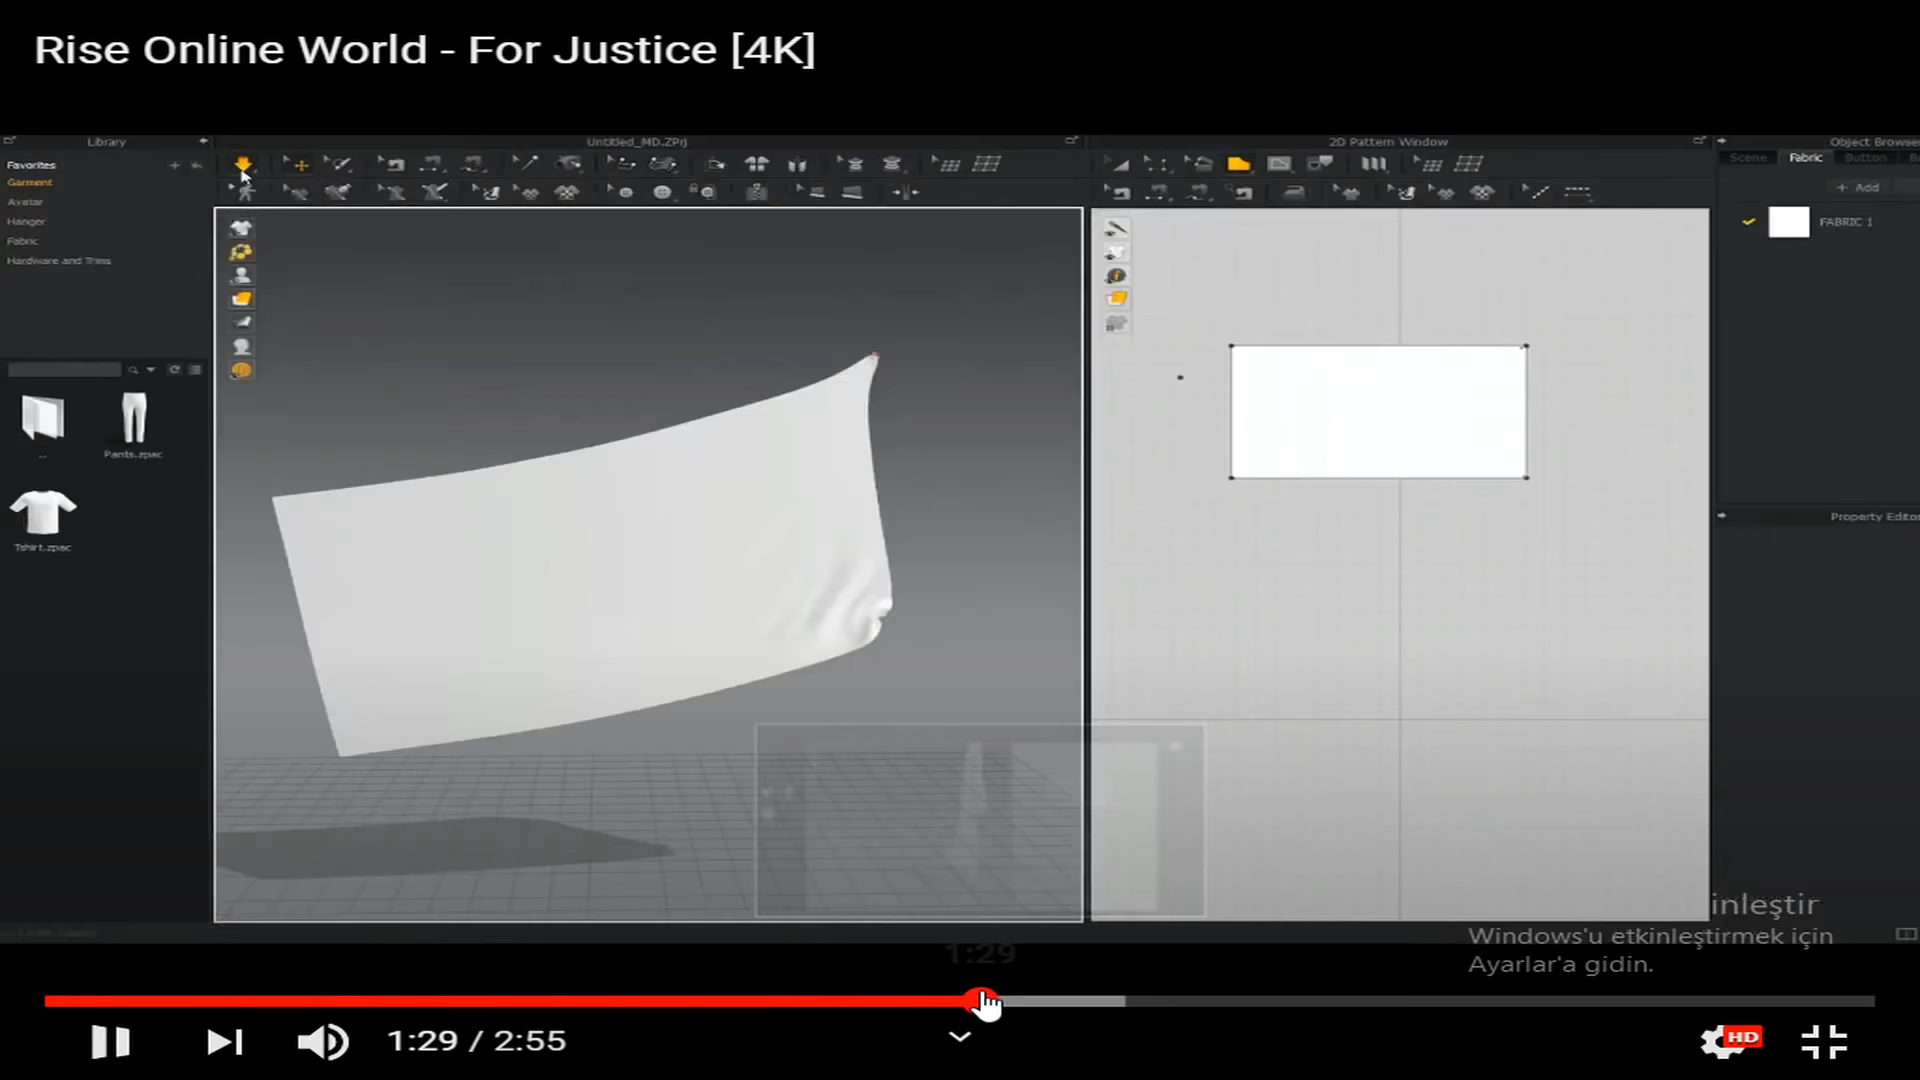 Rise Online World - For Justice [4K]
Library
Untitled_MD.ZPrj
2D Pattern Window
Object Browse
Favorites
Scene
Fabric
Button
Garment
+ Add
Avatar
Hanger
FABRIC 1
Fabric
Hardware and Trims
..
Pants.zpac
Property Edito
Tshirt.zpac
inleştir
Windows'u etkinleştirmek için
Ayarlar'a gidin.
1:29
1:29 / 2:55
HD